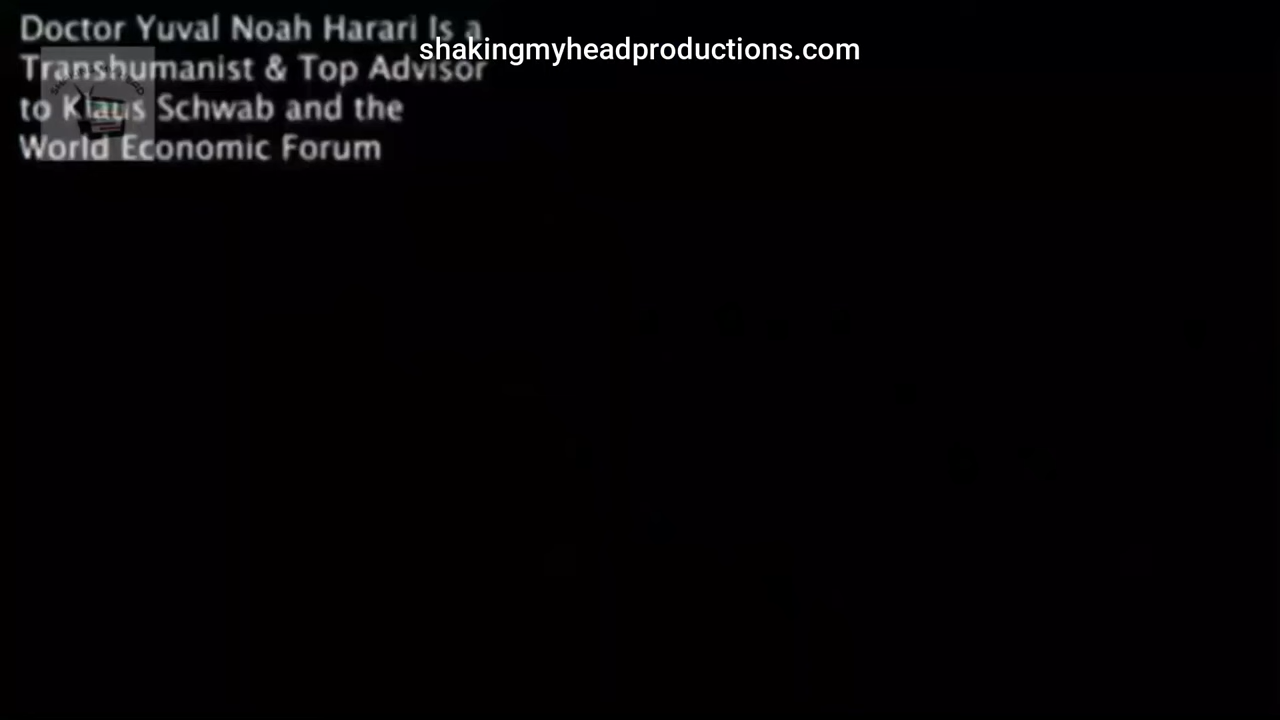 Doctor Yuval Noah Harari Is a
Transhumanist & Top Advisor
to Klaus Schwab and the
World Economic Forum
shakingmyheadproductions.com